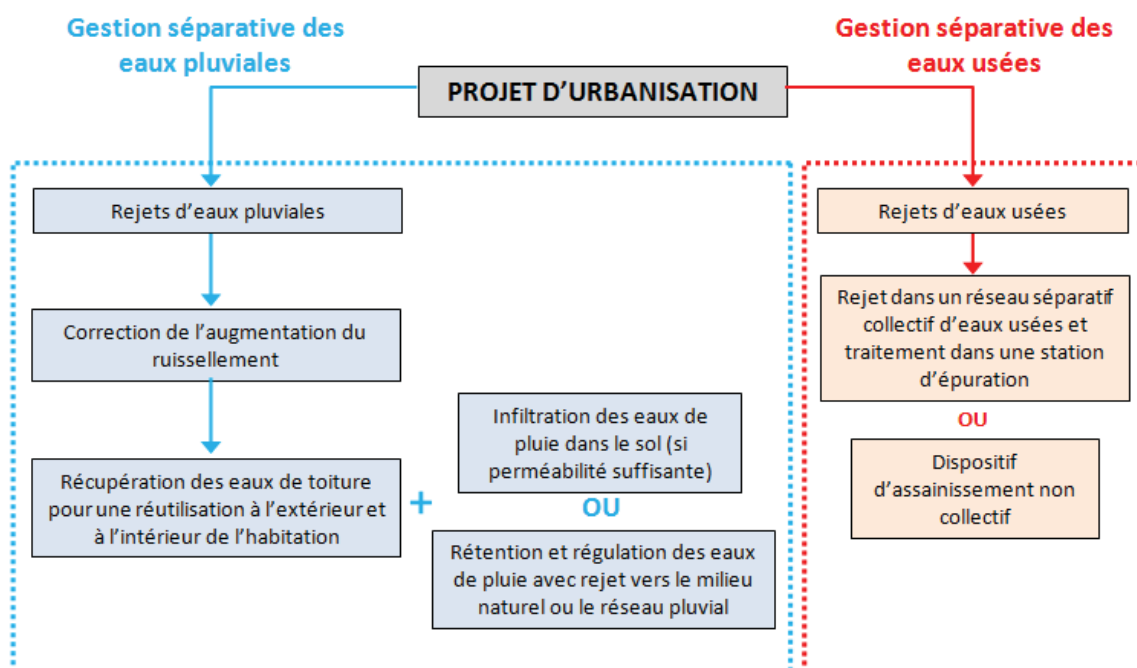 Gestion séparative des
eaux pluviales
Gestion séparative des
eaux usées
PROJET D'URBANISATION
Rejets d'eaux pluviales
Correction de l'augmentation du
ruissellement
Récupération des eaux de toiture
pour une réutilisation à l'extérieur et
à l'intérieur de l'habitation
+
Infiltration des eaux de
pluie dans le sol (si
perméabilité suffisante)
OU
Rétention et régulation des eaux
de pluie avec rejet vers le milieu
naturel ou le réseau pluvial
Rejets d'eaux usées
Rejet dans un réseau séparatif
collectif d'eaux usées et
traitement dans une station
d'épuration
OU
Dispositif
d'assainissement non
collectif